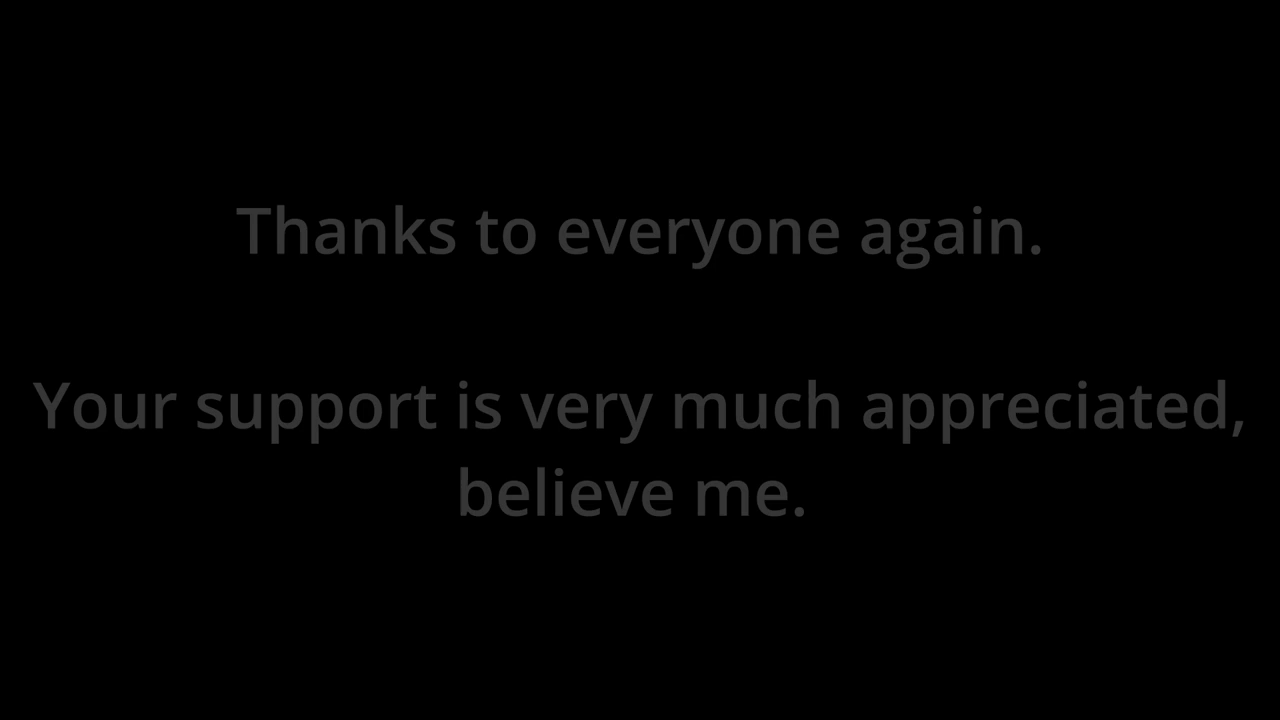 Thanks to everyone again.
Your support is very much appreciated,
believe me.